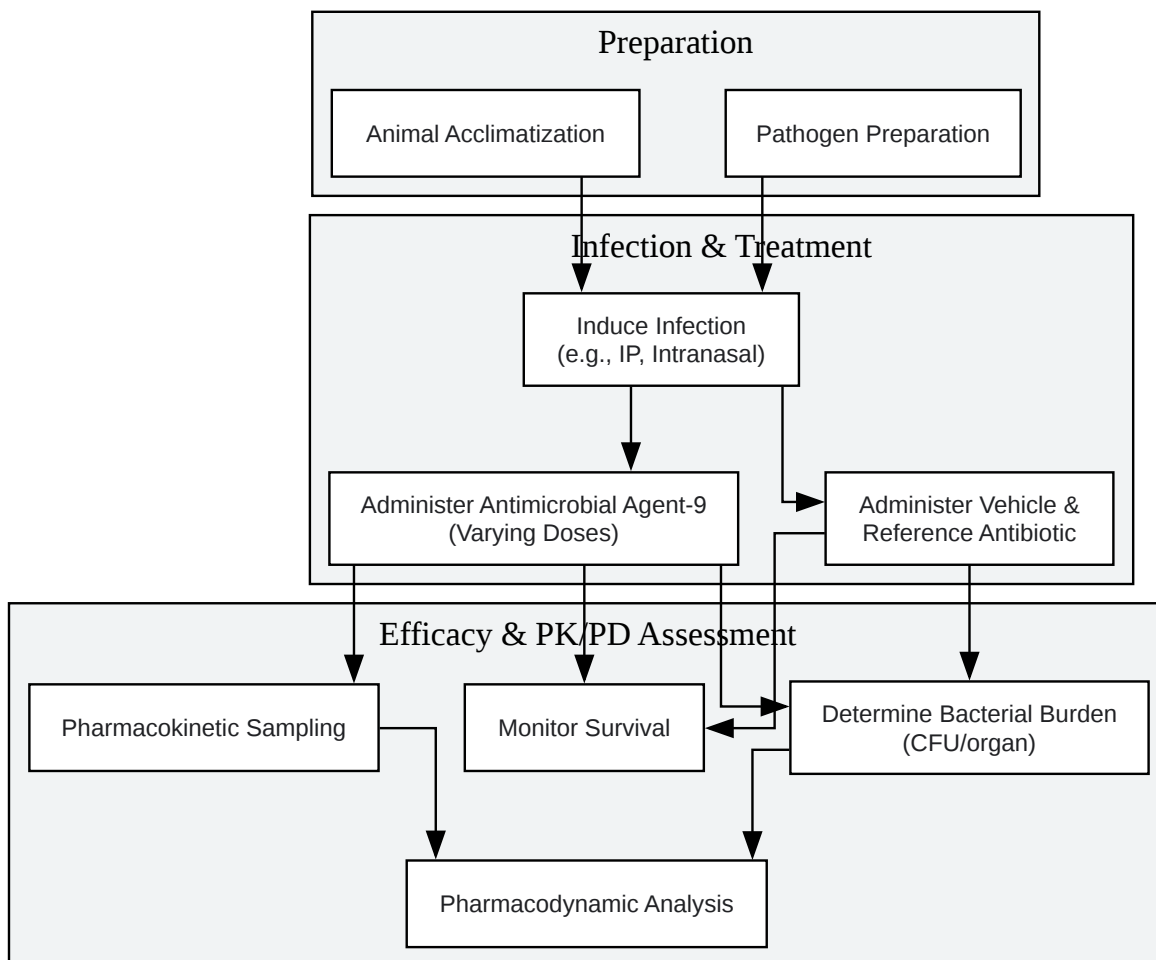 Preparation
Animal Acclimatization
Pathogen Preparation
Infection & Treatment
Induce Infection
(e.g., IP, Intranasal)
Administer Antimicrobial Agent-9
(Varying Doses)
Administer Vehicle &
Reference Antibiotic
Efficacy & PK/PD Assessment
Pharmacokinetic Sampling
Monitor Survival
Determine Bacterial Burden
(CFU/organ)
Pharmacodynamic Analysis